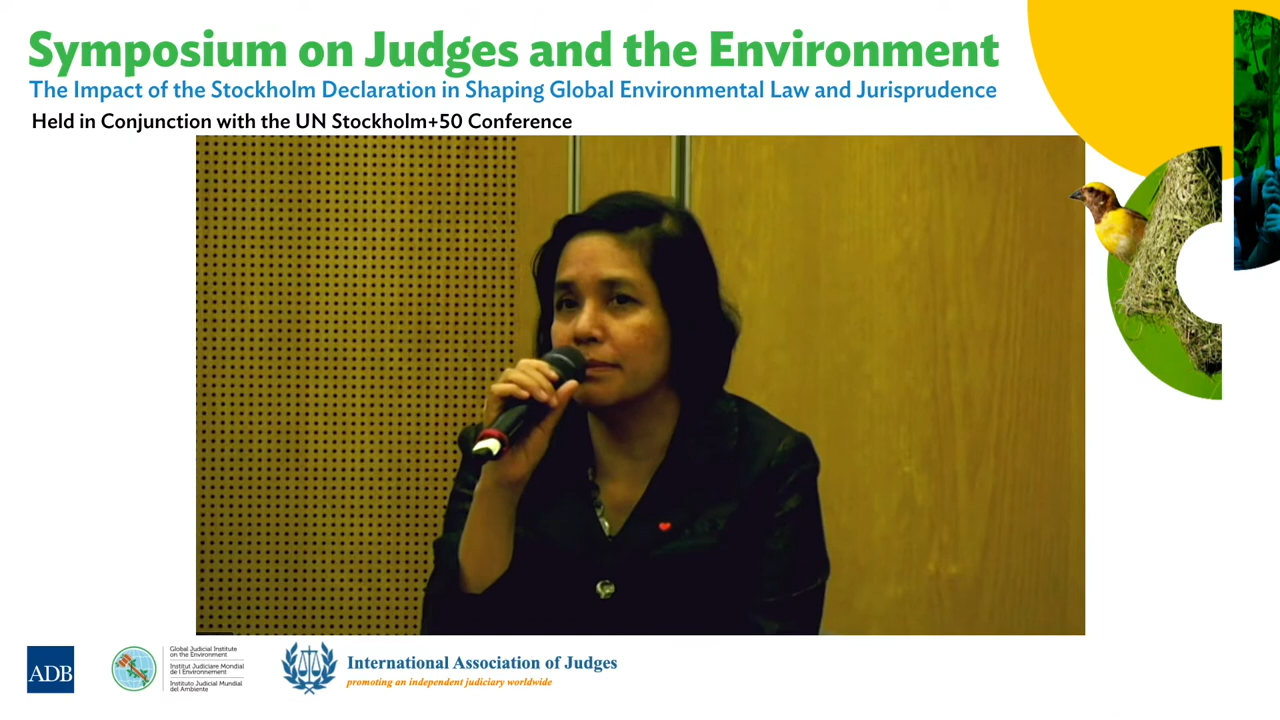 Symposium on Judges and the Environment
The Impact of the Stockholm Declaration in Shaping Global Environmental Law and Jurisprudence
Held in Conjunction with the UN Stockholm+50 Conference
ADB
Global Judicial Institute
on the Environment
Institut Judiciaire Mondial
de l Environnement
Instituto Judicial Mundial
del Ambiente
International Association of Judges
promoting an independent judiciary worldwide